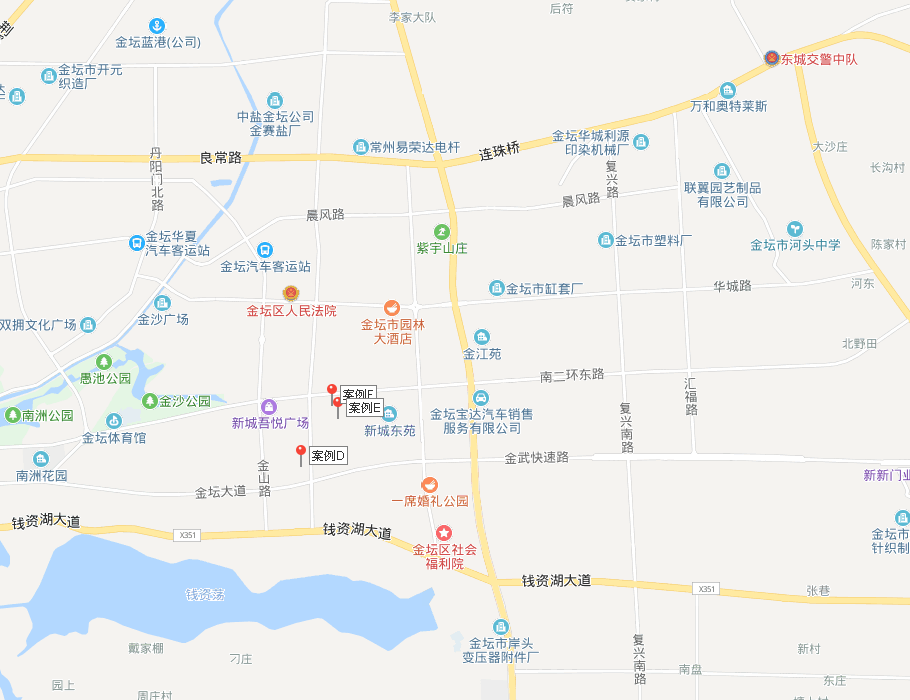 李家大队
后符
金坛蓝港(公司)
东城交警中队
金坛市开元
织造厂
万和奥特莱斯
中盐金坛公司
金赛盐厂
常州易荣达电杆
金坛华城利源
印染机械厂
大沙庄
良常路
连珠桥
丹阳门北路
复兴路
长沟村
联翼园艺制品
有限公司
晨风路
晨风路
金坛华夏
汽车客运站
紫宇山庄
金坛市塑料厂
金坛市河头中学
陈家村
金坛汽车客运站
金坛市缸套厂
华城路
河东
金坛区人民法院
金沙广场
双拥文化广场
金坛市园林
大酒店
金江苑
北野田
愚池公园
南二环东路
汇福路
案例F
案例E
金沙公园
南洲公园
新城吾悦广场
新城东苑
金坛宝达汽车销售
服务有限公司
复兴南路
金坛体育馆
案例D
金武快速路
南洲花园
金山路
金坛大道
新新门业
一席婚礼公园
钱资湖大道
X351
钱资湖大道
金坛市
针织制
金坛区社会
福利院
钱资湖大道
X351
张巷
钱资荡
金坛市岸头
变压器附件厂
复兴南路
戴家棚
刁庄
新村
南盘
东庄
园上
周庄村